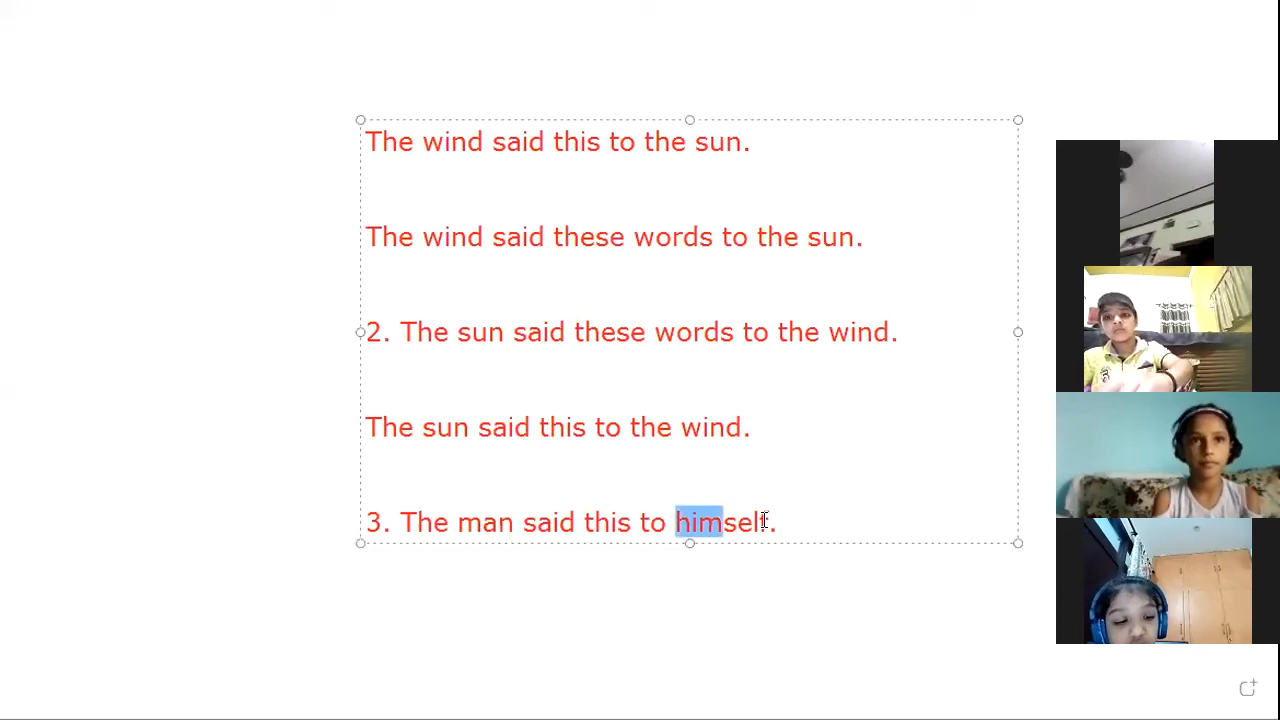 The wind said this to the sun.
The wind said these words to the sun.
2. The sun said these words to the wind.
The sun said this to the wind.
3. The man said this to himself.